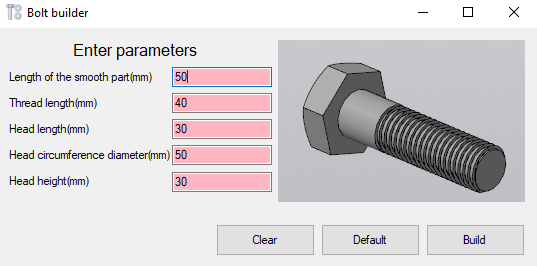 Bolt builder
Enter parameters
Length of the smooth part(mm) 50
Thread length(mm) 40
Head length(mm) 30
Head circumference diameter(mm) 50
Head height(mm) 30
Clear Default Build